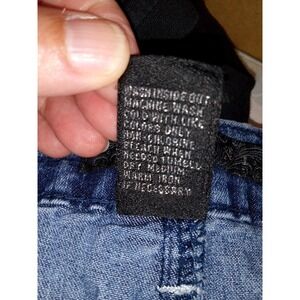 WASH INSIDE OUT
MACHINE WASH
COLD WITH LIKE
COLORS ONLY
NON-CHLORINE
BLEACH WHEN
NEEDED TUMBLE
DRY MEDIUM
WARM IRON
IF NECESSARY